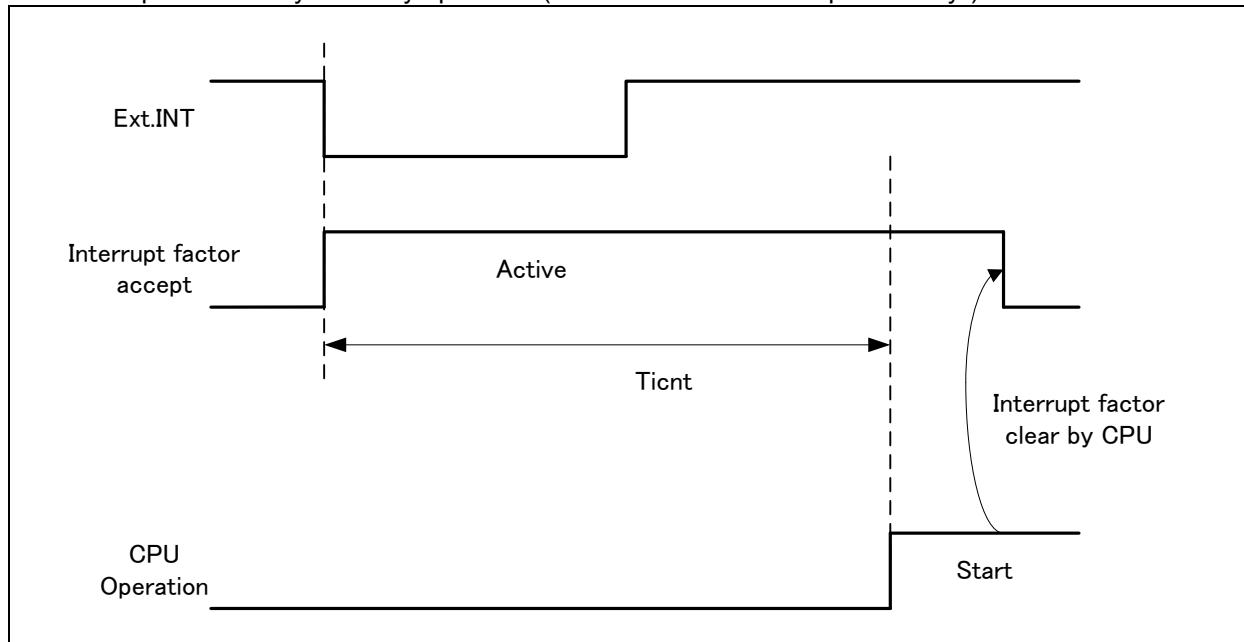 Ext.INT
Interrupt factor
accept
Active
Ticnt
Interrupt factor
clear by CPU
CPU
Operation
Start